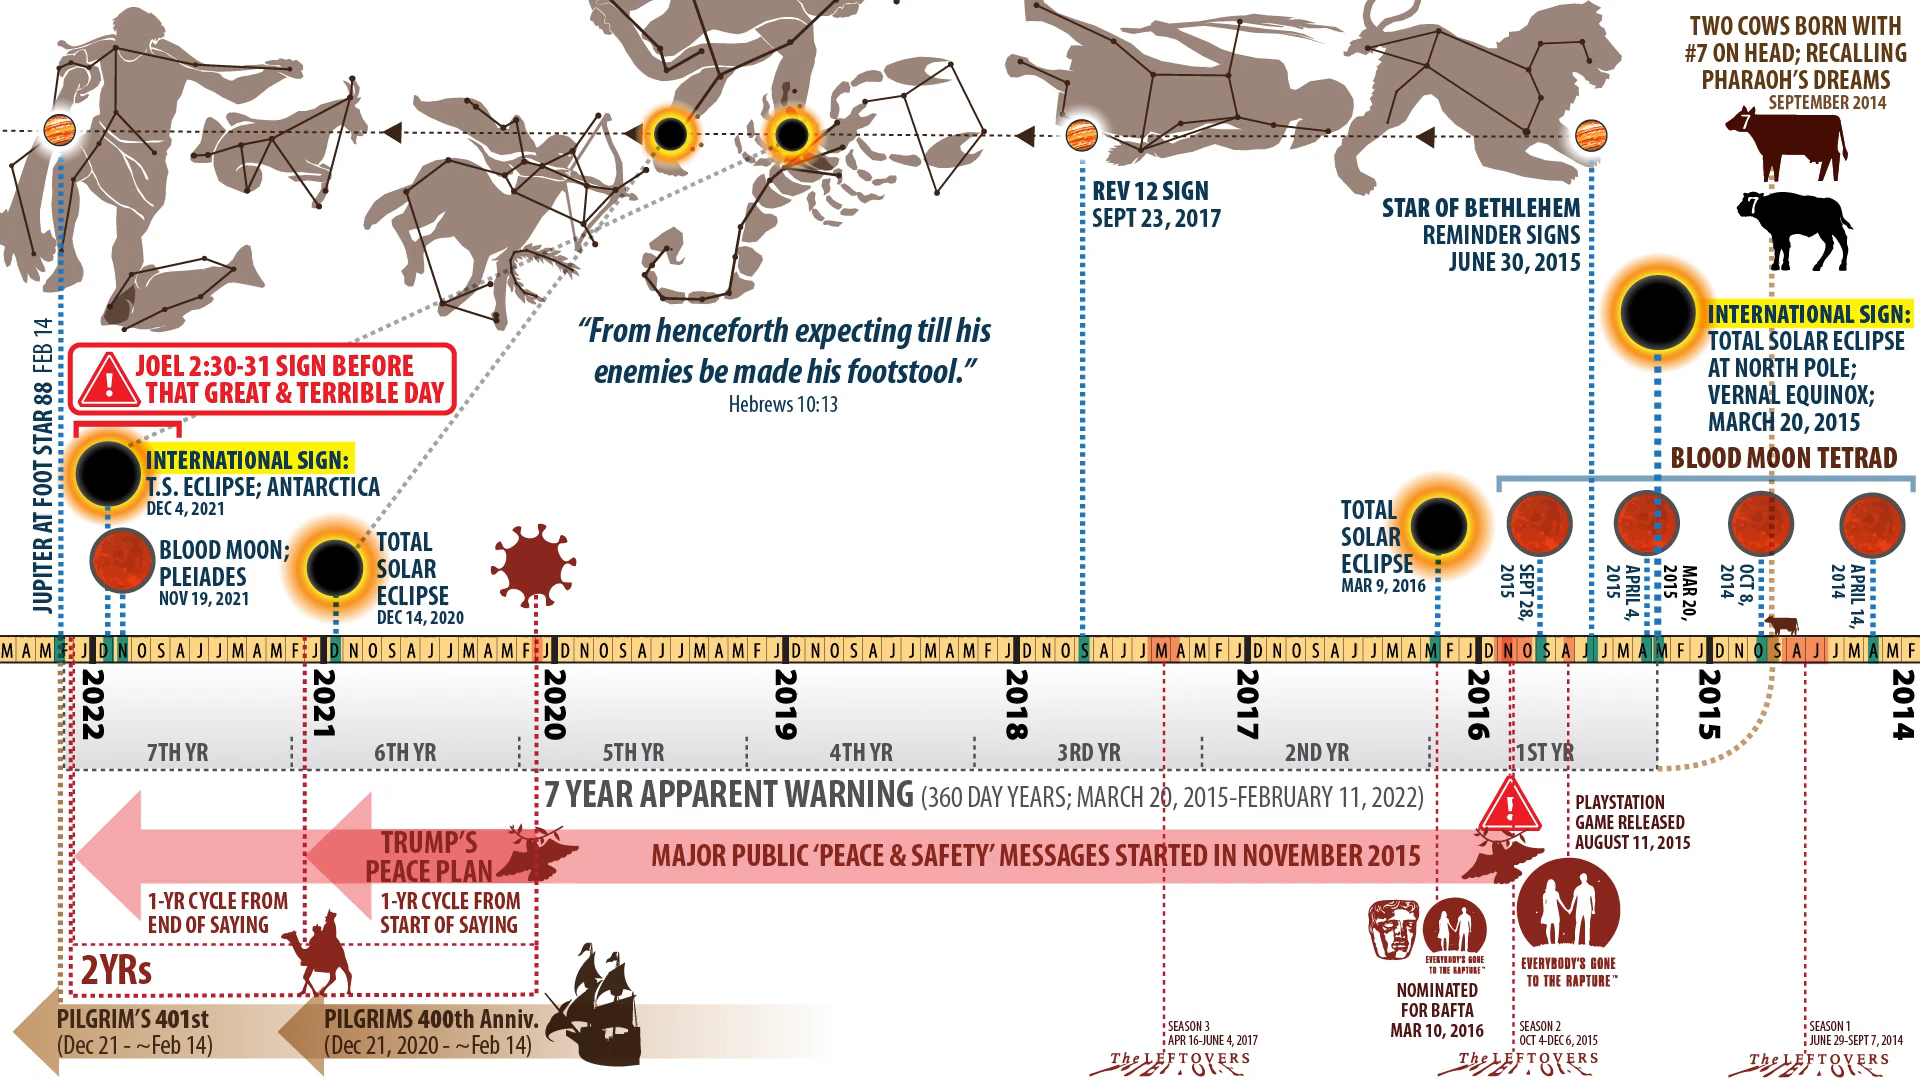 TWO COWS BORN WITH
#7 ON HEAD; RECALLING
PHARAOH'S DREAMS
SEPTEMBER 2014
7
7
REV 12 SIGN
SEPT 23, 2017
STAR OF BETHLEHEM
REMINDER SIGNS
JUNE 30, 2015
INTERNATIONAL SIGN:
TOTAL SOLAR ECLIPSE
AT NORTH POLE;
VERNAL EQUINOX;
MARCH 20, 2015
BLOOD MOON TETRAD
JUPITER AT FOOT STAR 88 FEB 14
JOEL 2:30-31 SIGN BEFORE
THAT GREAT & TERRIBLE DAY
“From henceforth expecting till his
enemies be made his footstool.”
Hebrews 10:13
INTERNATIONAL SIGN:
T.S. ECLIPSE; ANTARCTICA
DEC 4, 2021
BLOOD MOON;
PLEIADES
NOV 19, 2021
TOTAL
SOLAR
ECLIPSE
DEC 14, 2020
TOTAL
SOLAR
ECLIPSE
MAR 9, 2016
SEPT 28,
2015
APRIL 4,
2015
MAR 20,
2015
OCT 8,
2014
APRIL 14,
2014
M A M F J D N O S A J J M A M F J D N O S A J J M A M F J D N O S A J J M A M F J D N O S A J J M A M F J D N O S A J J M A M F J D N O S A J J M A M F J D N O S A J J M A M F J D N O S A J J M A M F
2022
2021
2020
2019
2018
2017
2016
2015
2014
7TH YR
6TH YR
5TH YR
4TH YR
3RD YR
2ND YR
1ST YR
7 YEAR APPARENT WARNING (360 DAY YEARS; MARCH 20, 2015-FEBRUARY 11, 2022)
TRUMP'S
PEACE PLAN
MAJOR PUBLIC ‘PEACE & SAFETY’ MESSAGES STARTED IN NOVEMBER 2015
PLAYSTATION
GAME RELEASED
AUGUST 11, 2015
1-YR CYCLE FROM
END OF SAYING
1-YR CYCLE FROM
START OF SAYING
2YRs
EVERYBODY'S GONE
TO THE RAPTURE™
EVERYBODY'S GONE
TO THE RAPTURE™
NOMINATED
FOR BAFTA
MAR 10, 2016
PILGRIM'S 401st
(Dec 21 - ~Feb 14)
PILGRIMS 400th Anniv.
(Dec 21, 2020 - ~Feb 14)
SEASON 3
APR 16-JUNE 4, 2017
The LEFTOVERS
SEASON 2
OCT 4-DEC 6, 2015
The LEFTOVERS
SEASON 1
JUNE 29-SEPT 7, 2014
The LEFTOVERS